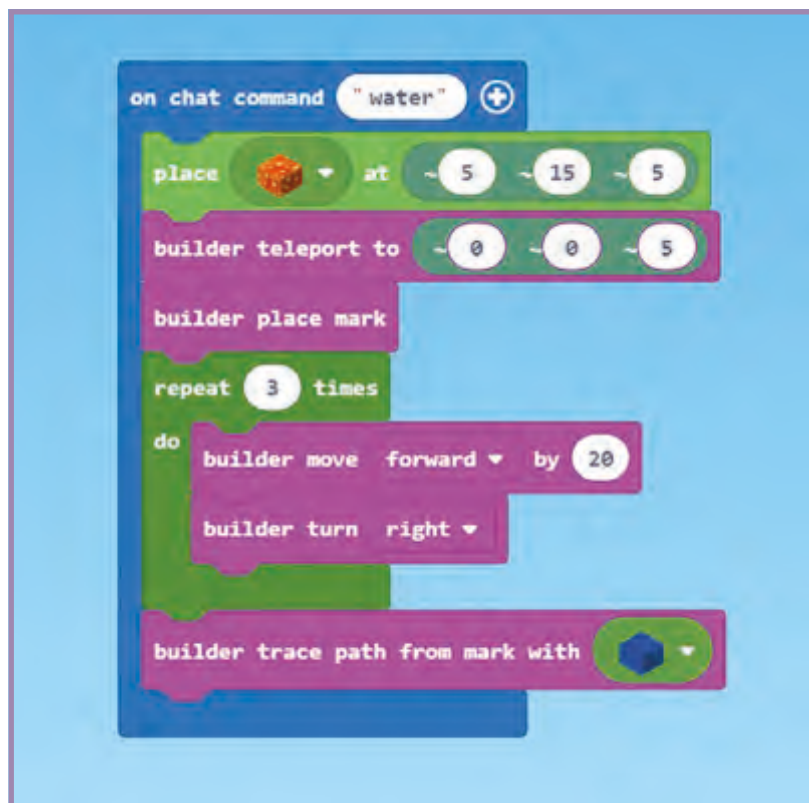 on chat command "water"
place at ~5 ~15 ~5
builder teleport to ~0 ~0 ~5
builder place mark
repeat 3 times
do
builder move forward by 20
builder turn right
builder trace path from mark with